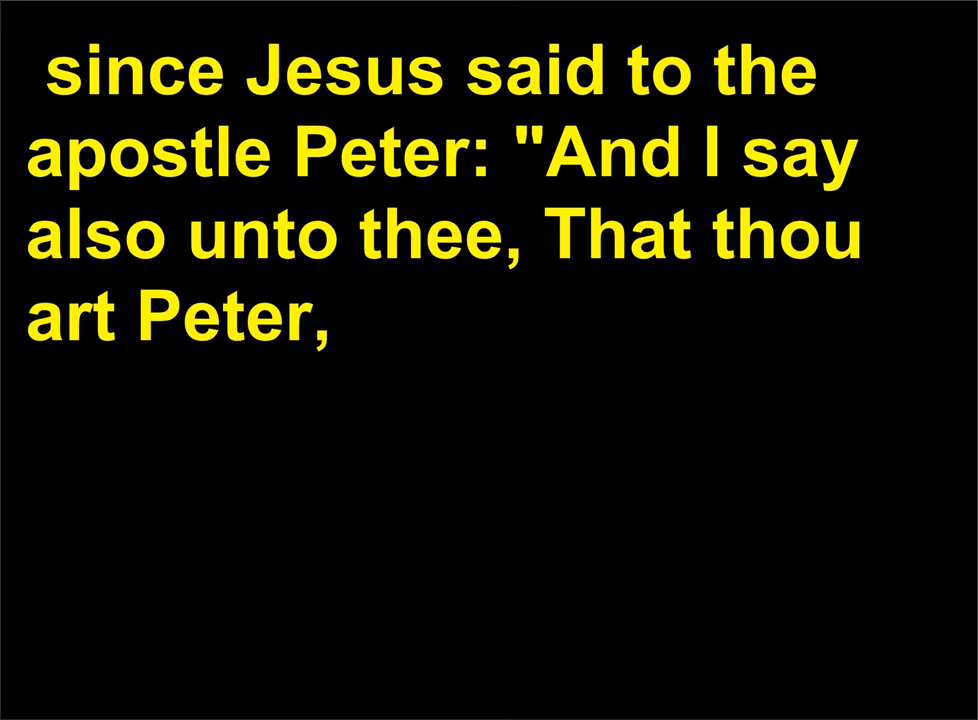 since Jesus said to the
apostle Peter: "And I say
also unto thee, That thou
art Peter,